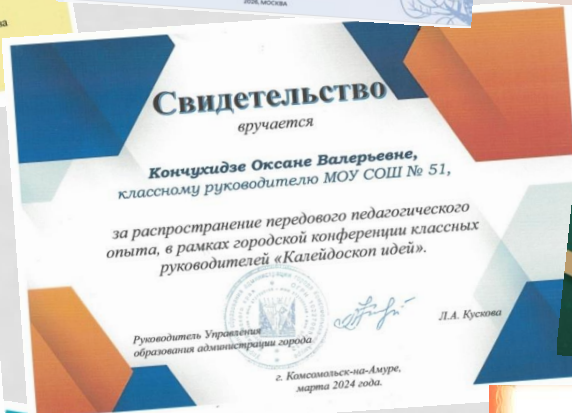 2026, МОСКВА
Свидетельство
вручается
Кончухидзе Оксане Валерьевне,
классному руководителю МОУ СОШ № 51,
за распространение передового педагогического
опыта, в рамках городской конференции классных
руководителей «Калейдоскоп идей».
Руководитель Управления
образования администрации города
Л.А. Кускова
г. Комсомольск-на-Амуре,
марта 2024 года.